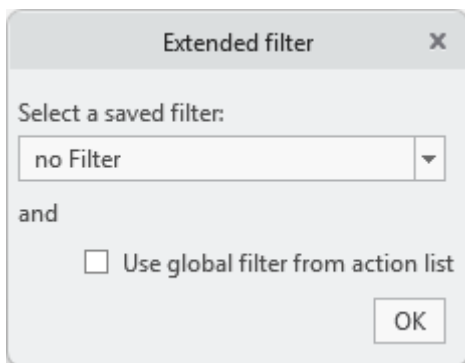 Extended filter
Select a saved filter:
no Filter
and
Use global filter from action list
OK